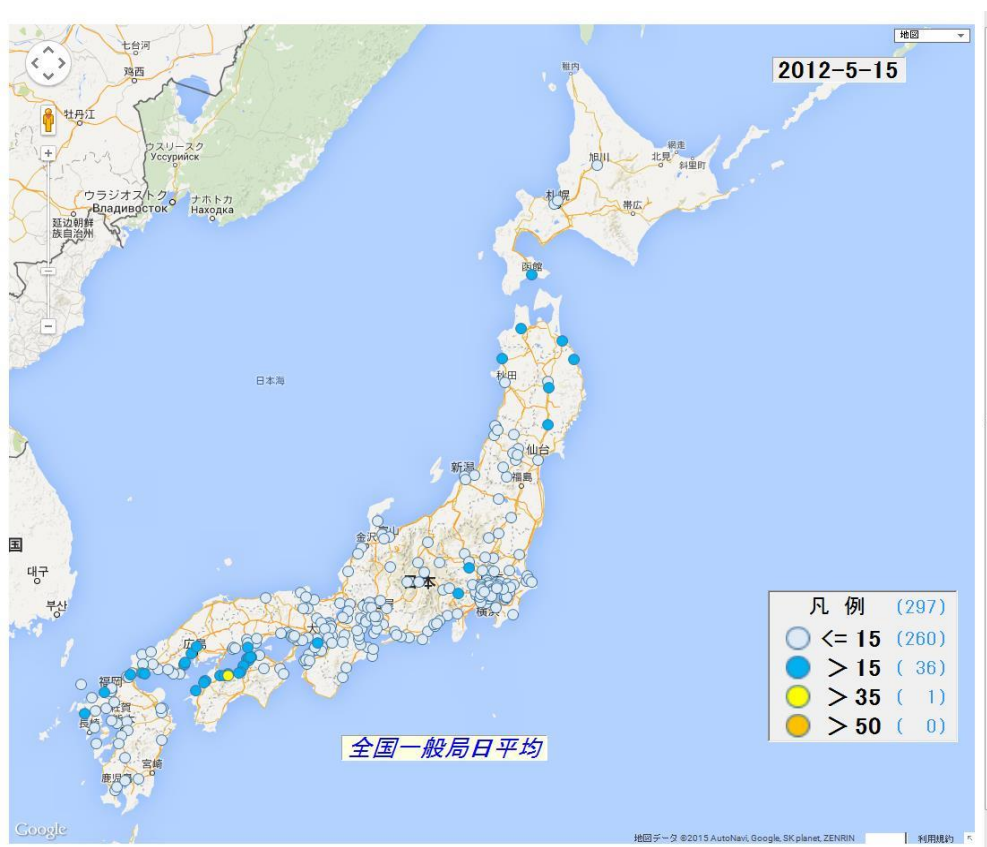 地図
2012-5-15
七台河
鸡西
稚内
牡丹江
ウスリースク
Уссурийск
網走
旭川
北見
斜里町
札幌
ウラジオストク
Владивосток
ナホトカ
Находка
帯広
延边朝鲜
族自治州
函館
日本海
秋田
仙台
新潟
福島
金沢
国
대구
日本
부산
横浜
凡 例 (297)
<= 15 (260)
> 15 ( 36)
> 35 ( 1)
> 50 ( 0)
広島
福岡
佐賀
長崎
全国一般局日平均
宮崎
鹿児島
Google
地図データ ©2015 AutoNavi, Google, SK planet, ZENRIN
利用規約